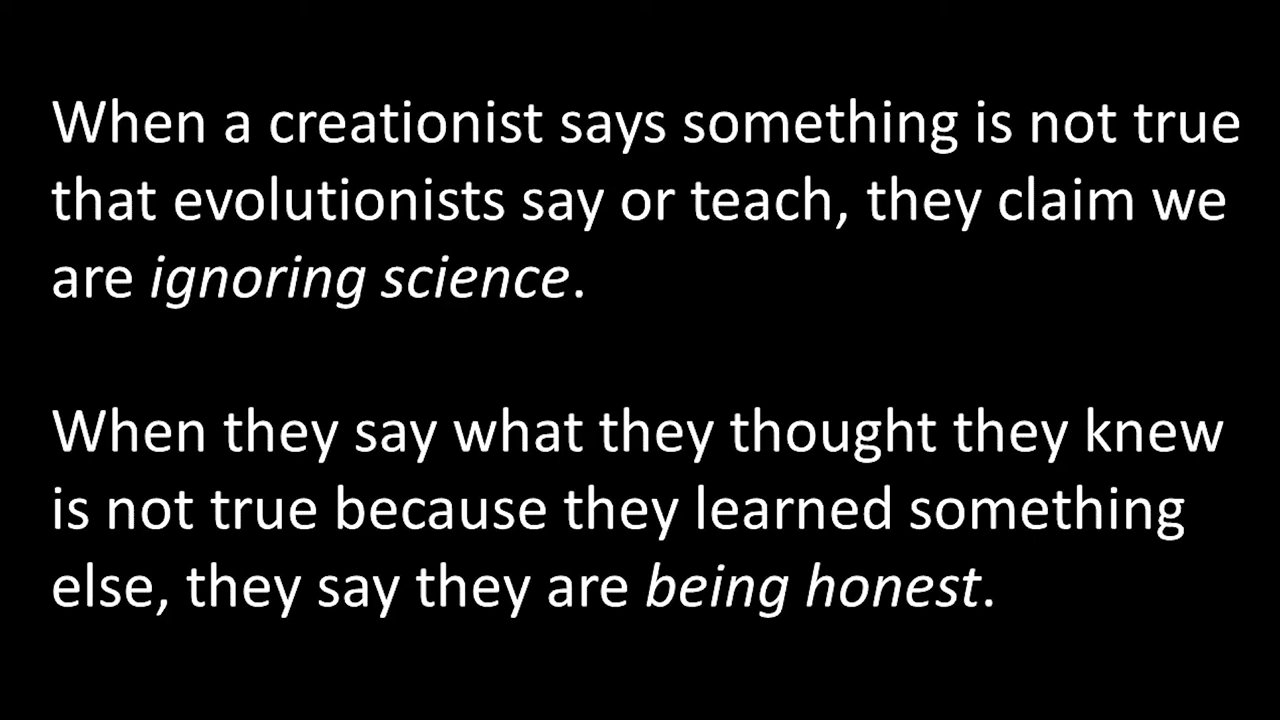 When a creationist says something is not true
that evolutionists say or teach, they claim we
are ignoring science.
When they say what they thought they knew
is not true because they learned something
else, they say they are being honest.